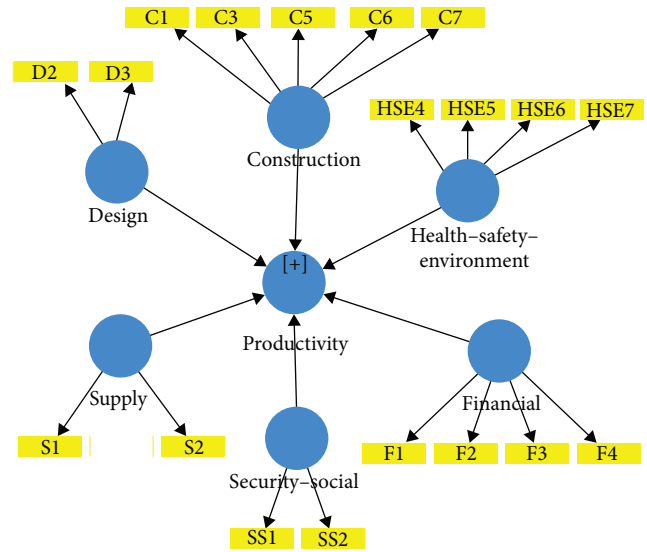 C1 C3 C5 C6 C7
D2 D3
HSE4 HSE5 HSE6 HSE7
Construction
Design
Health–safety–
environment
[+]
Productivity
Supply
Financial
S1 S2
F1 F2 F3 F4
Security–social
SS1 SS2